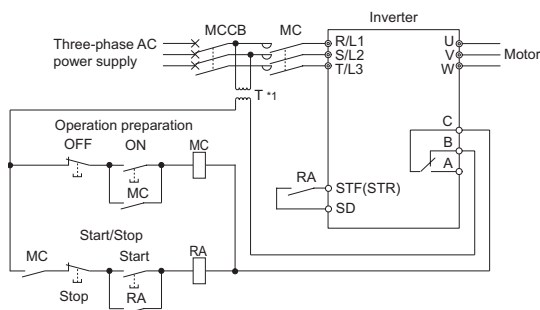 Inverter
MCCB
MC
Three-phase AC
power supply
R/L1
S/L2
T/L3
U
V
W
Motor
T *1
Operation preparation
OFF
ON
MC
MC
C
B
A
RA
STF(STR)
SD
Start/Stop
MC
Start
RA
Stop
RA